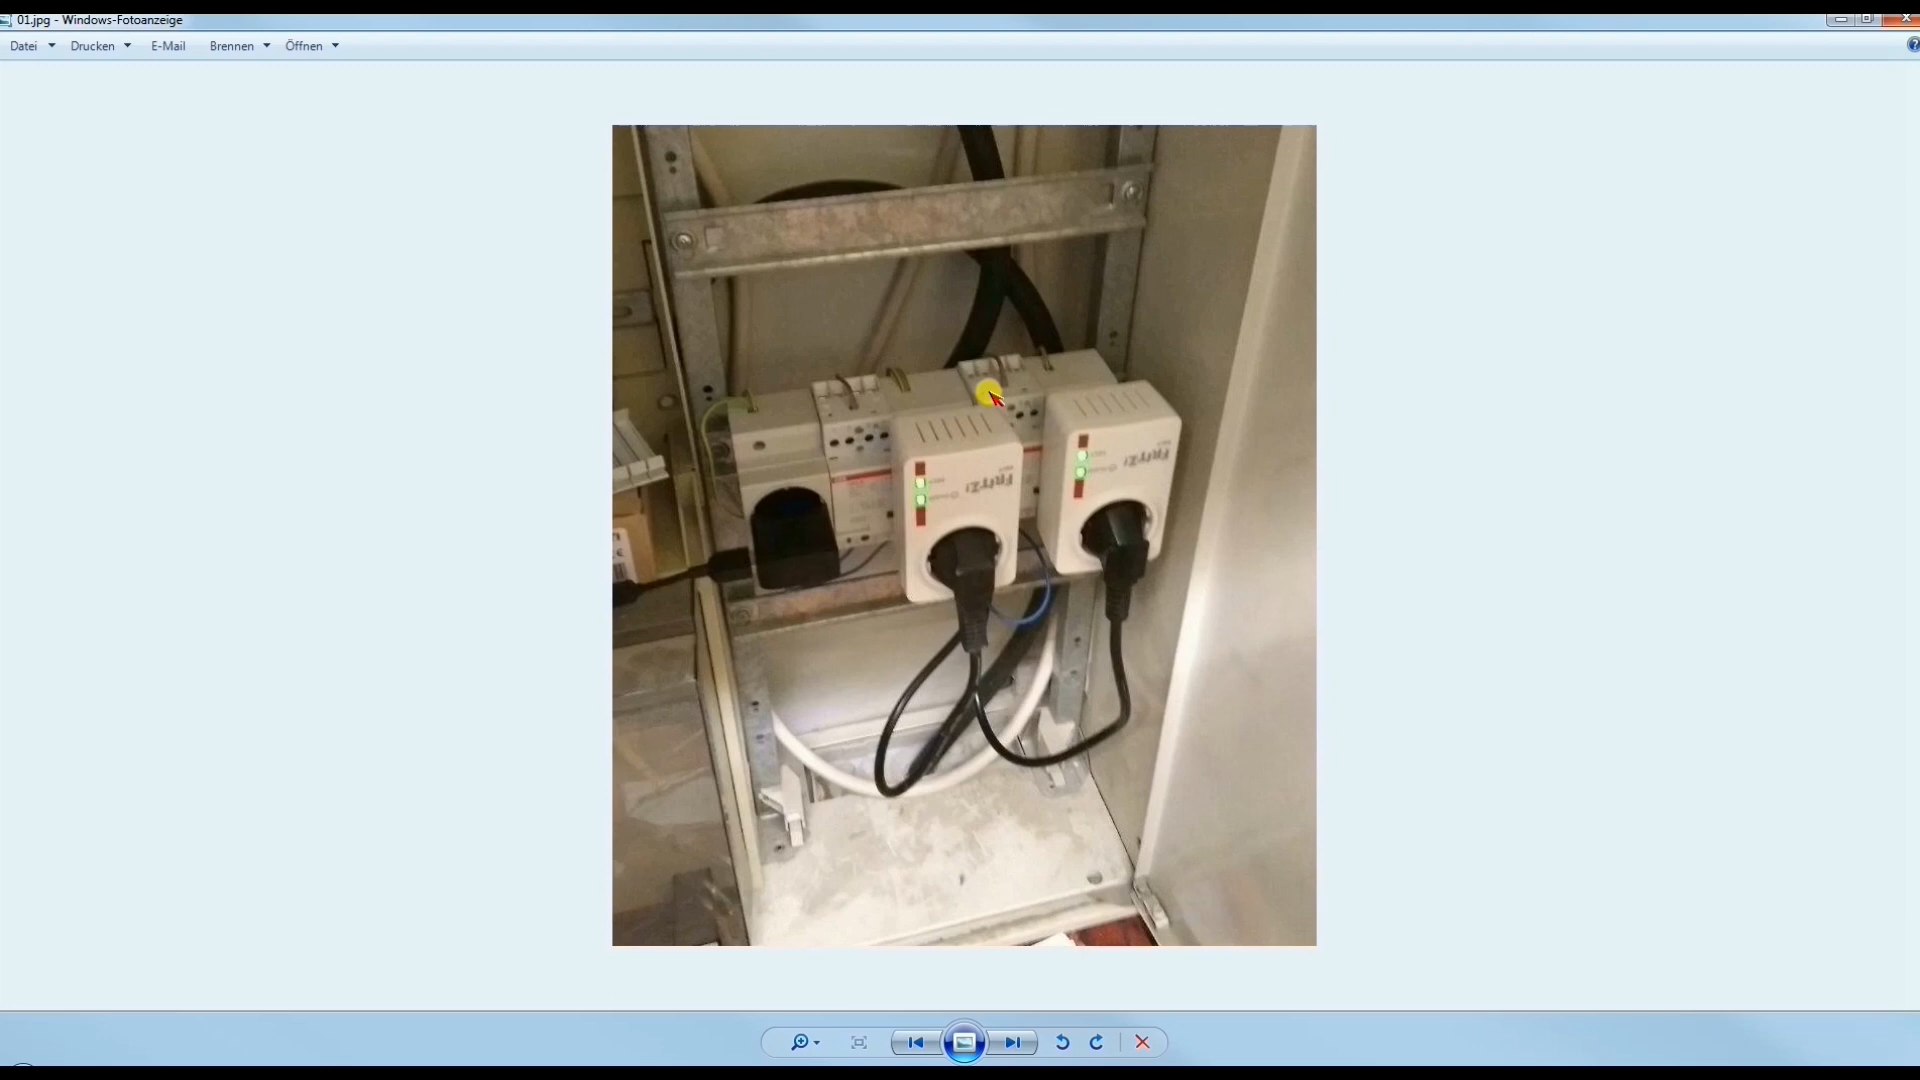 01.jpg - Windows-Fotoanzeige
Datei Drucken E-Mail Brennen Öffnen
FRITZ!
FRITZ!